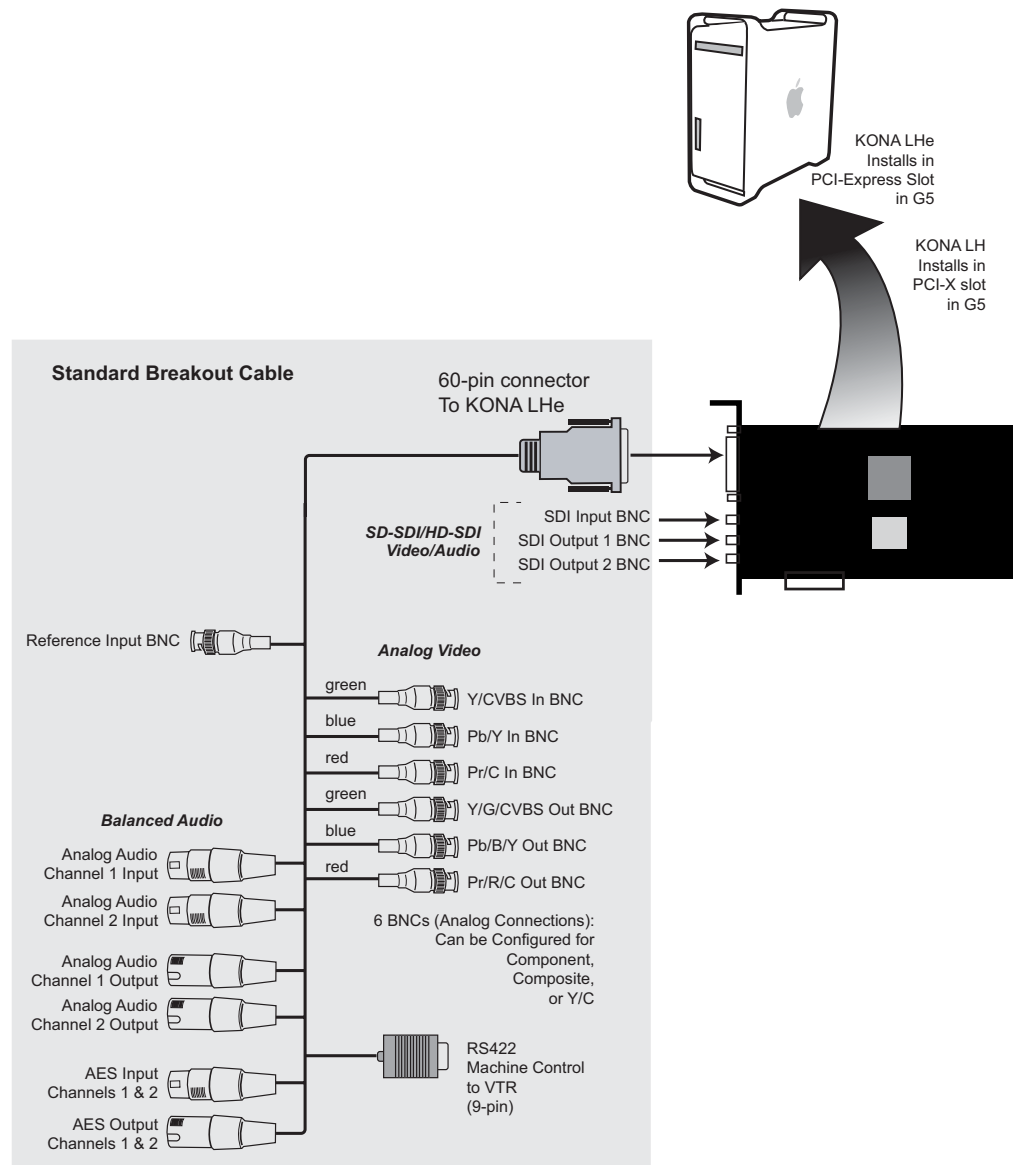 KONA LHe
Installs in
PCI-Express Slot
in G5
KONA LH
Installs in
PCI-X slot
in G5
Standard Breakout Cable
60-pin connector
To KONA LHe
SD-SDI/HD-SDI
Video/Audio
SDI Input BNC
SDI Output 1 BNC
SDI Output 2 BNC
Reference Input BNC
Analog Video
green
Y/CVBS In BNC
blue
Pb/Y In BNC
red
Pr/C In BNC
green
Y/G/CVBS Out BNC
blue
Pb/B/Y Out BNC
red
Pr/R/C Out BNC
6 BNCs (Analog Connections):
Can be Configured for
Component,
Composite,
or Y/C
Balanced Audio
Analog Audio
Channel 1 Input
Analog Audio
Channel 2 Input
Analog Audio
Channel 1 Output
Analog Audio
Channel 2 Output
AES Input
Channels 1 & 2
AES Output
Channels 1 & 2
RS422
Machine Control
to VTR
(9-pin)